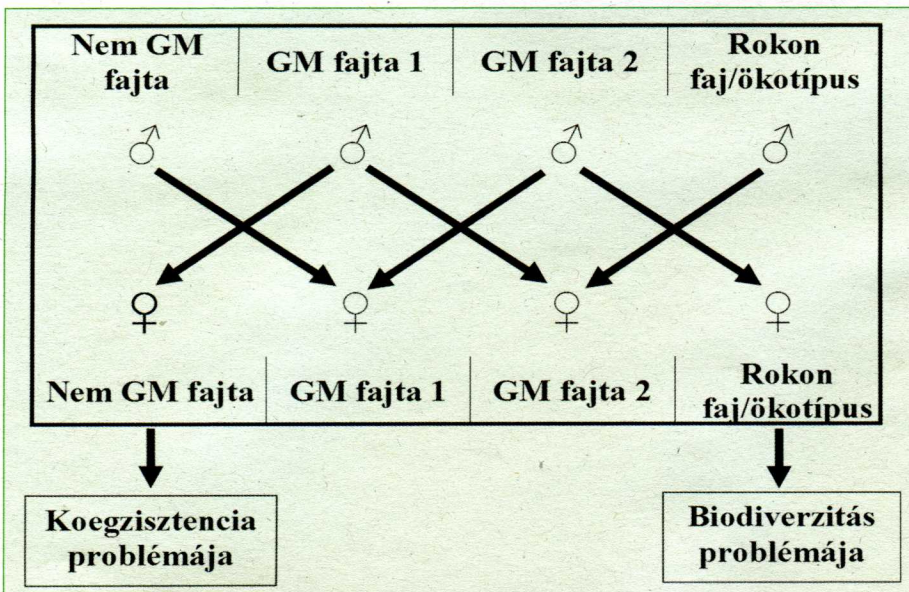 Nem GM
fajta
GM fajta 1
GM fajta 2
Rokon
faj/ökotípus
♂ ♂ ♂ ♂
♀ ♀ ♀ ♀
Nem GM fajta
GM fajta 1
GM fajta 2
Rokon
faj/ökotípus
Koegzisztencia
problémája
Biodiverzitás
problémája